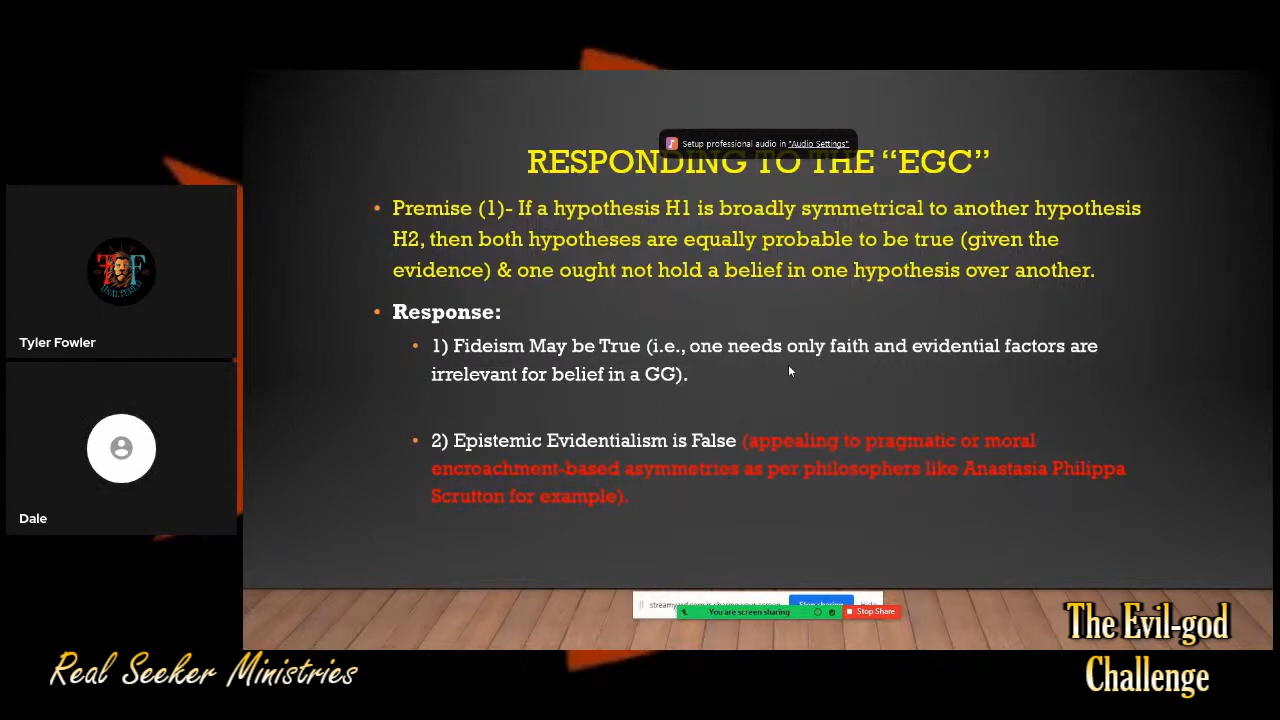 Setup professional audio in "Audio Settings"
RESPONDING TO THE “EGC”
• Premise (1)- If a hypothesis H1 is broadly symmetrical to another hypothesis
H2, then both hypotheses are equally probable to be true (given the
evidence) & one ought not hold a belief in one hypothesis over another.
• Response:
• 1) Fideism May be True (i.e., one needs only faith and evidential factors are
irrelevant for belief in a GG).
• 2) Epistemic Evidentialism is False (appealing to pragmatic or moral
encroachment-based asymmetries as per philosophers like Anastasia Philippa
Scrutton for example).
TF
UNALTERED
Tyler Fowler
Dale
You are screen sharing
Stop Share
Real Seeker Ministries
The Evil-god
Challenge